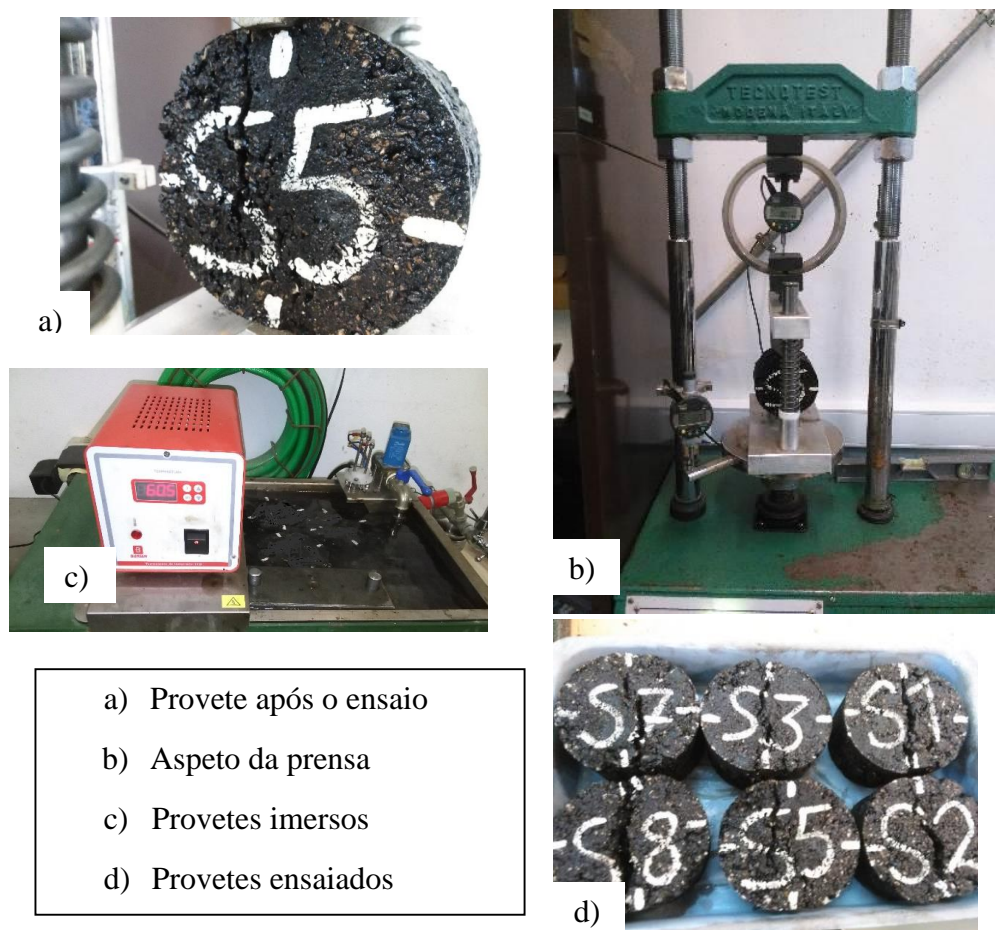 S5
a)
TECNOTEST
MODENA ITALY
b)
605
c)
S7 S3 S1
S8 S5 S2
d)
a) Provete após o ensaio
b) Aspeto da prensa
c) Provetes imersos
d) Provetes ensaiados